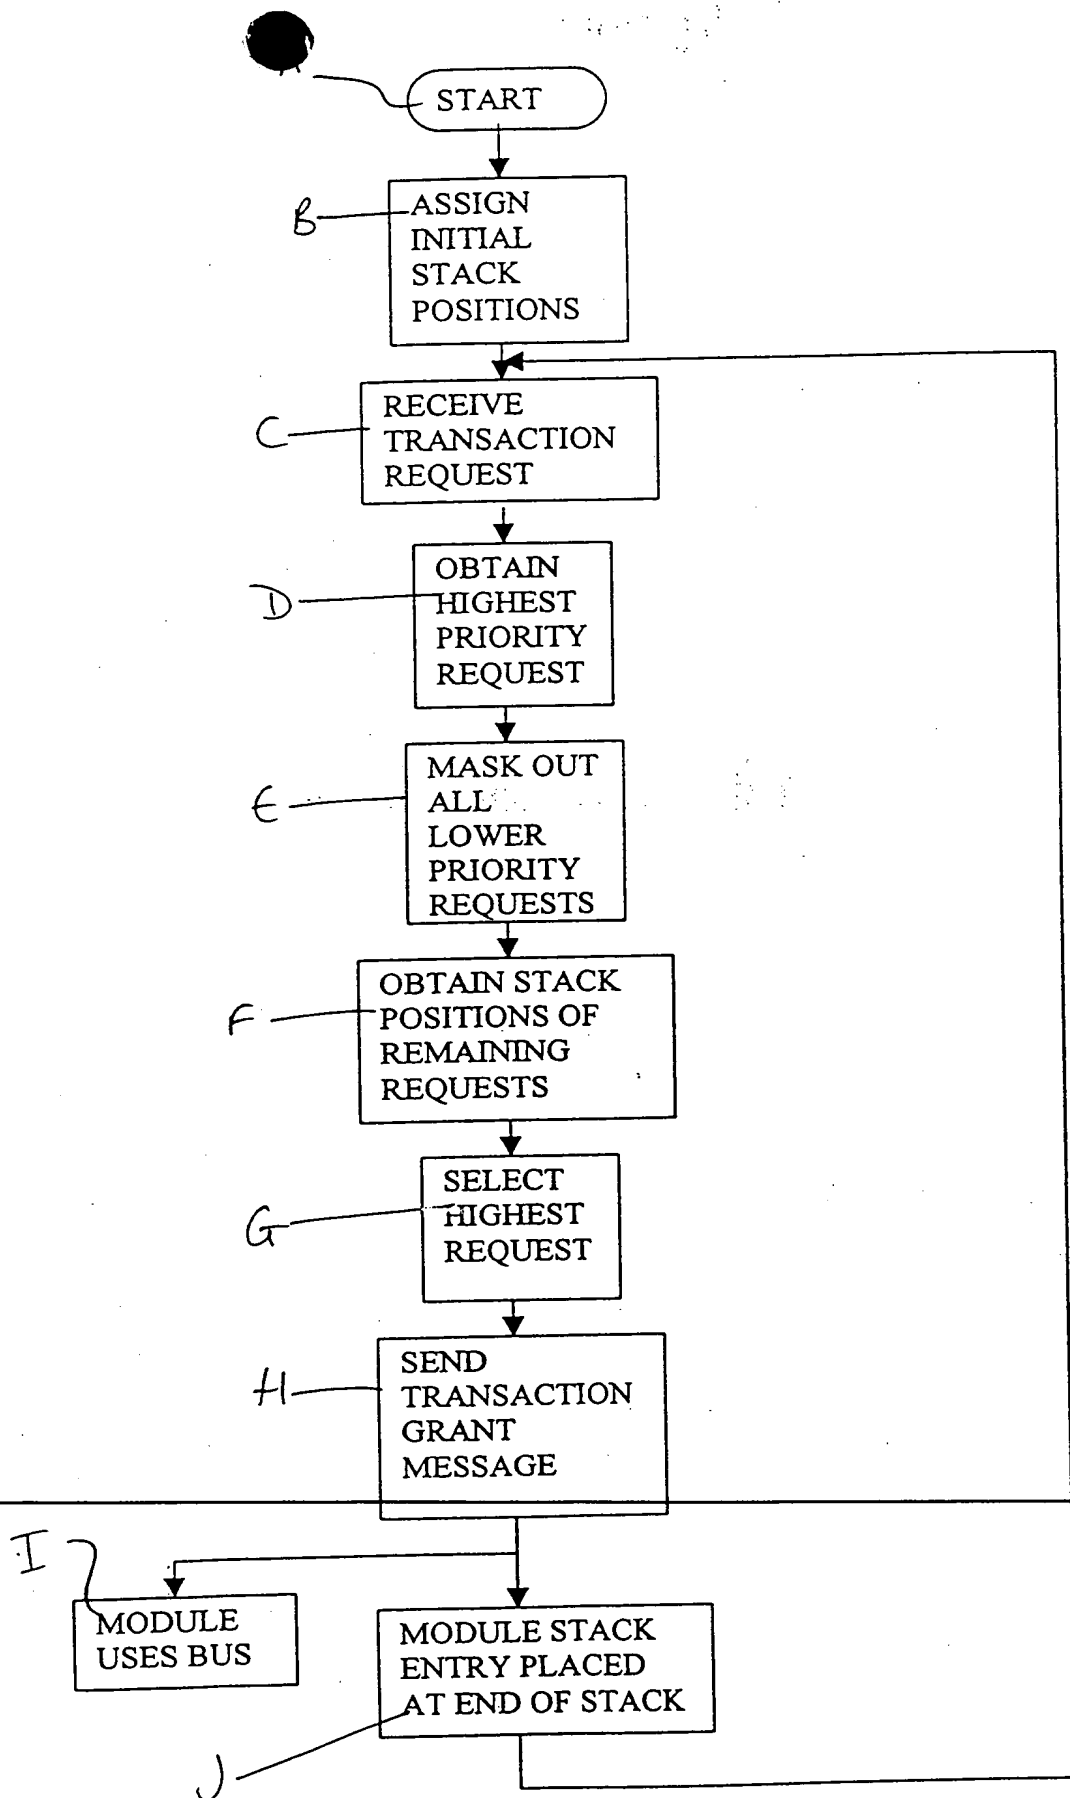 START
B
ASSIGN
INITIAL
STACK
POSITIONS
C
RECEIVE
TRANSACTION
REQUEST
D
OBTAIN
HIGHEST
PRIORITY
REQUEST
E
MASK OUT
ALL
LOWER
PRIORITY
REQUESTS
F
OBTAIN STACK
POSITIONS OF
REMAINING
REQUESTS
G
SELECT
HIGHEST
REQUEST
H
SEND
TRANSACTION
GRANT
MESSAGE
I
MODULE
USES BUS
MODULE STACK
ENTRY PLACED
AT END OF STACK
J